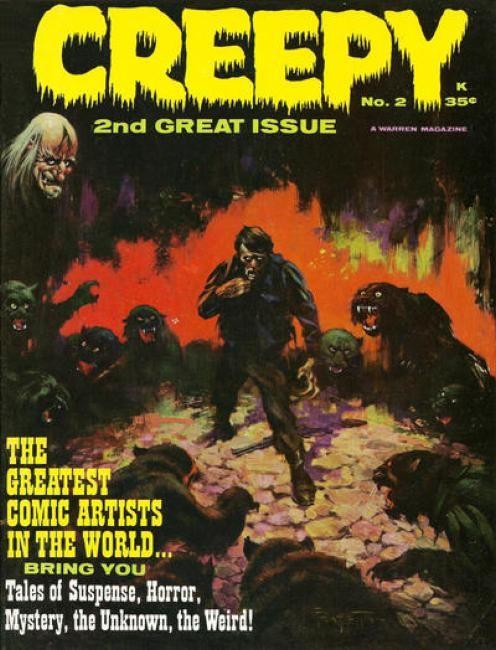 CREEPY
No. 2
K
35¢
2nd GREAT ISSUE
A WARREN MAGAZINE
THE
GREATEST
COMIC ARTISTS
IN THE WORLD...
BRING YOU
Tales of Suspense, Horror,
Mystery, the Unknown, the Weird!